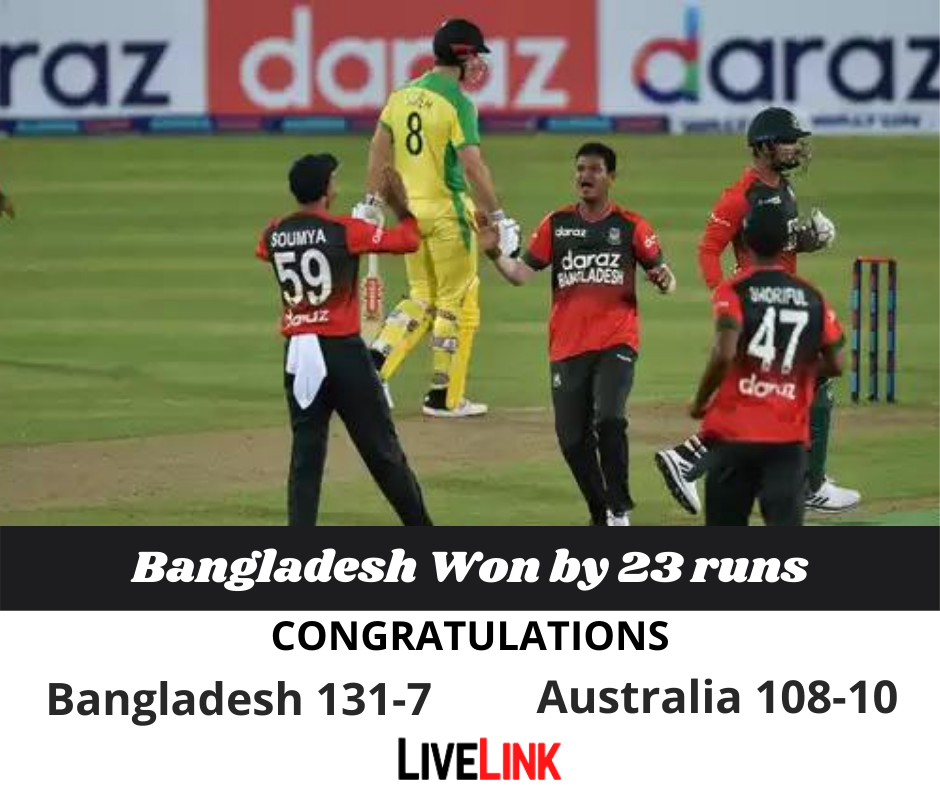 raz
daraz
daraz
8
SOUMYA
59
daraz
daraz
daraz
BANGLADESH
SHORIFUL
47
daraz
Bangladesh Won by 23 runs
CONGRATULATIONS
Bangladesh 131-7 Australia 108-10
LIVELINK